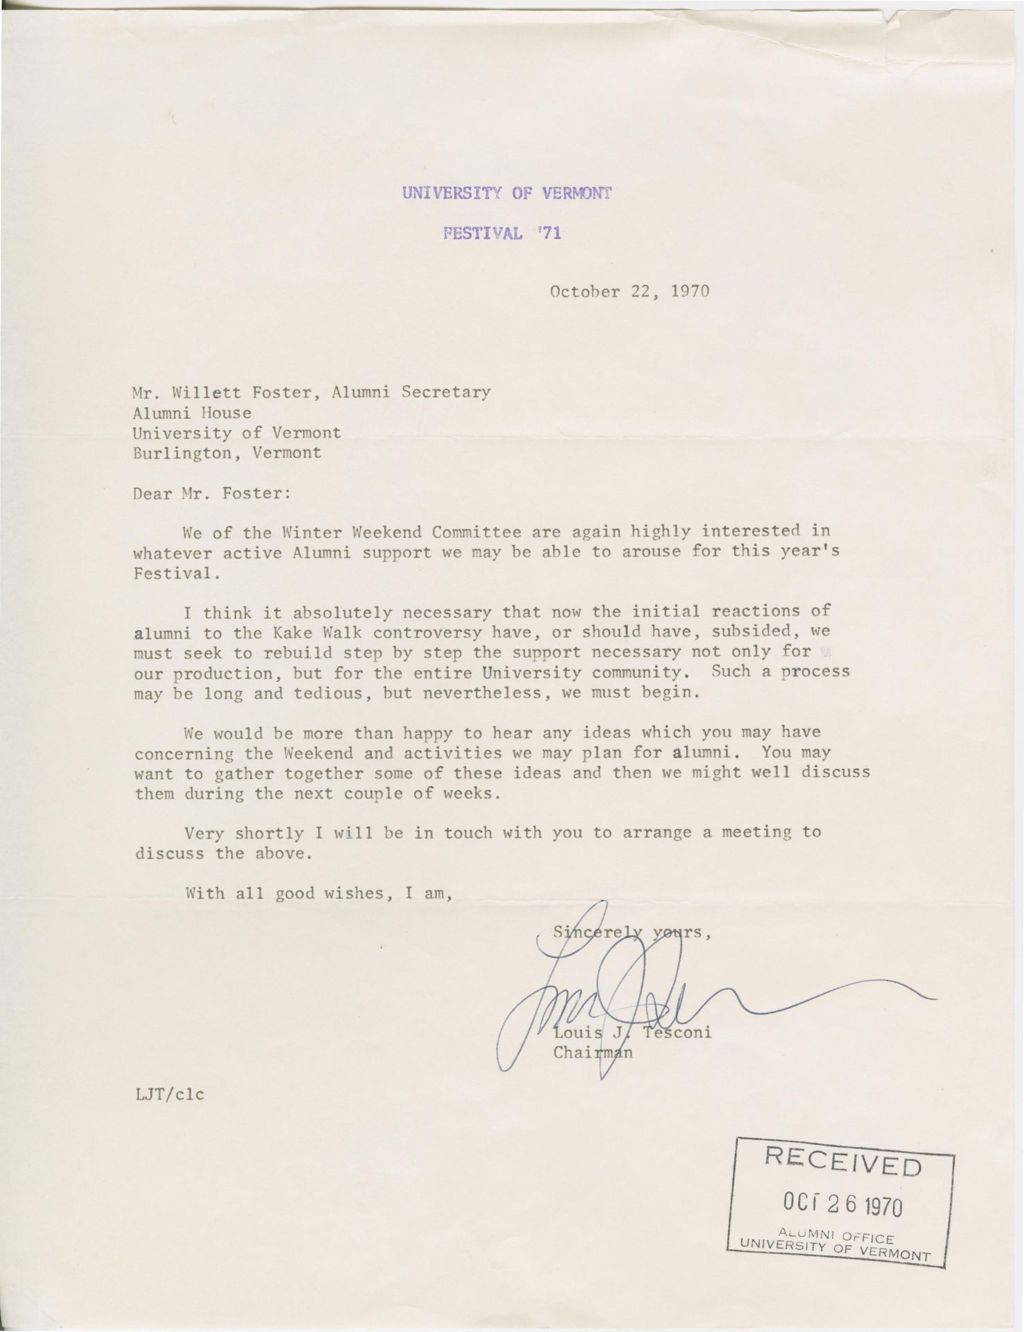 UNIVERSITY OF VERMONT
FESTIVAL '71
October 22, 1970
Mr. Willett Foster, Alumni Secretary
Alumni House
University of Vermont
Burlington, Vermont
Dear Mr. Foster:
We of the Winter Weekend Committee are again highly interested in
whatever active Alumni support we may be able to arouse for this year's
Festival.
I think it absolutely necessary that now the initial reactions of
alumni to the Kake Walk controversy have, or should have, subsided, we
must seek to rebuild step by step the support necessary not only for
our production, but for the entire University community. Such a process
may be long and tedious, but nevertheless, we must begin.
We would be more than happy to hear any ideas which you may have
concerning the Weekend and activities we may plan for alumni. You may
want to gather together some of these ideas and then we might well discuss
them during the next couple of weeks.
Very shortly I will be in touch with you to arrange a meeting to
discuss the above.
With all good wishes, I am,
Sincerely yours,
Louis J. Tesconi
Chairman
LJT/clc
RECEIVED
OCT 26 1970
ALUMNI OFFICE
UNIVERSITY OF VERMONT